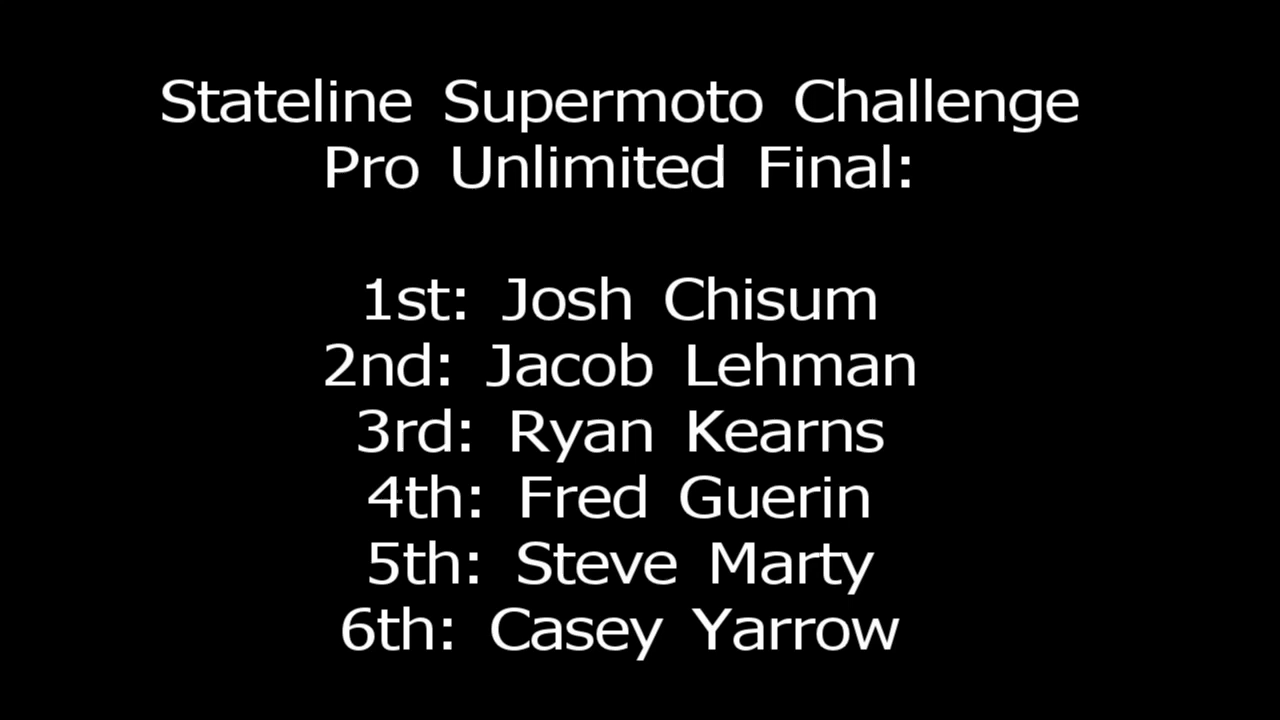 Stateline Supermoto Challenge
Pro Unlimited Final:
1st: Josh Chisum
2nd: Jacob Lehman
3rd: Ryan Kearns
4th: Fred Guerin
5th: Steve Marty
6th: Casey Yarrow